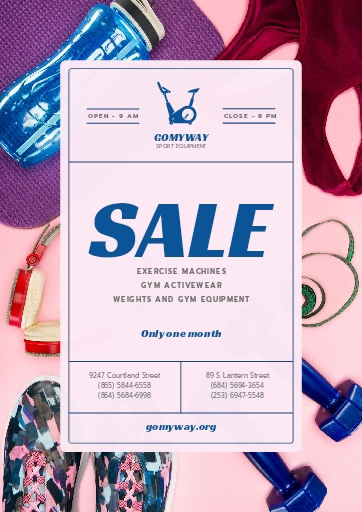 OPEN - 9 AM
CLOSE - 8 PM
GOMYWAY
SPORT EQUIPMENT
SALE
EXERCISE MACHINES
GYM ACTIVEWEAR
WEIGHTS AND GYM EQUIPMENT
Only one month
9247 Courtland Street
(865) 5844-6558
(864) 5684-6998
89 S. Lantern Street
(684) 5694-3654
(253) 6947-5548
gomyway.org